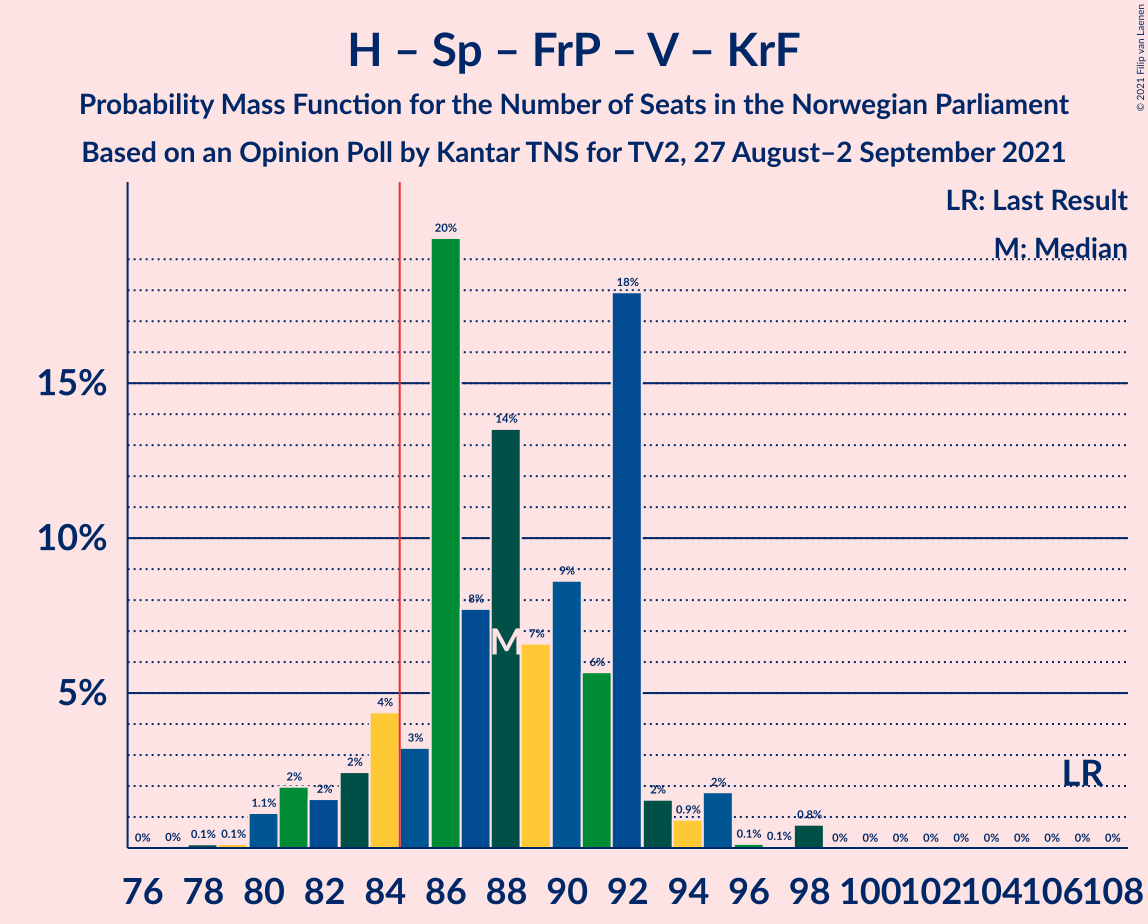 H – Sp – FrP – V – KrF
Probability Mass Function for the Number of Seats in the Norwegian Parliament
Based on an Opinion Poll by Kantar TNS for TV2, 27 August–2 September 2021
© 2021 Filip van Laenen
LR: Last Result
M: Median
15%
10%
5%
0% 0% 0.1% 0.1% 1.1% 2% 2% 2% 4% 3% 20% 8% 14% 7% 9% 6% 18% 2% 0.9% 2% 0.1% 0.1% 0.8% 0% 0% 0% 0% 0% 0% 0% 0% 0% 0%
M
LR
76 78 80 82 84 86 88 90 92 94 96 98 100 102 104 106 108